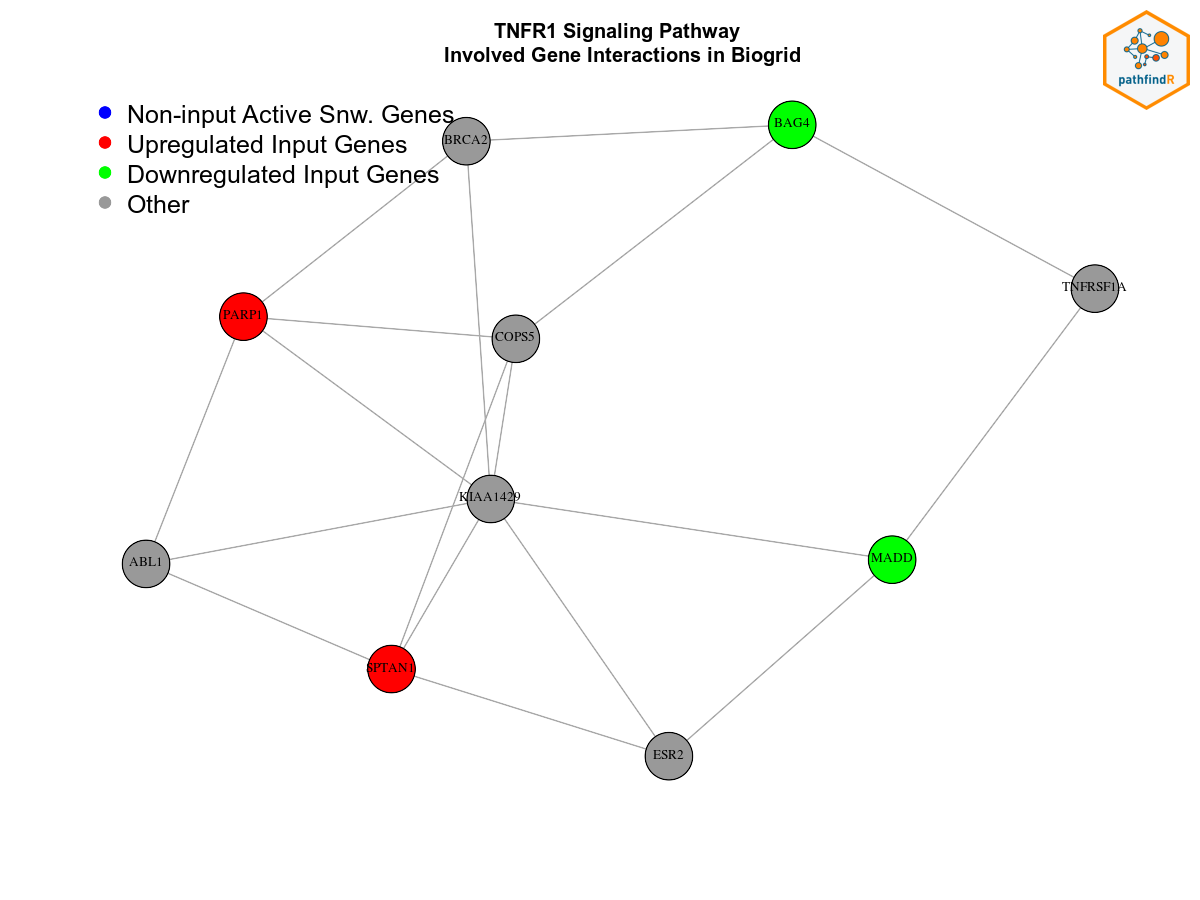 TNFR1 Signaling Pathway
Involved Gene Interactions in Biogrid
pathfindR
Non-input Active Snw. Genes
Upregulated Input Genes
Downregulated Input Genes
Other
BRCA2
BAG4
TNFRSF1A
PARP1
COPS5
KIAA1429
ABL1
MADD
SPTAN1
ESR2